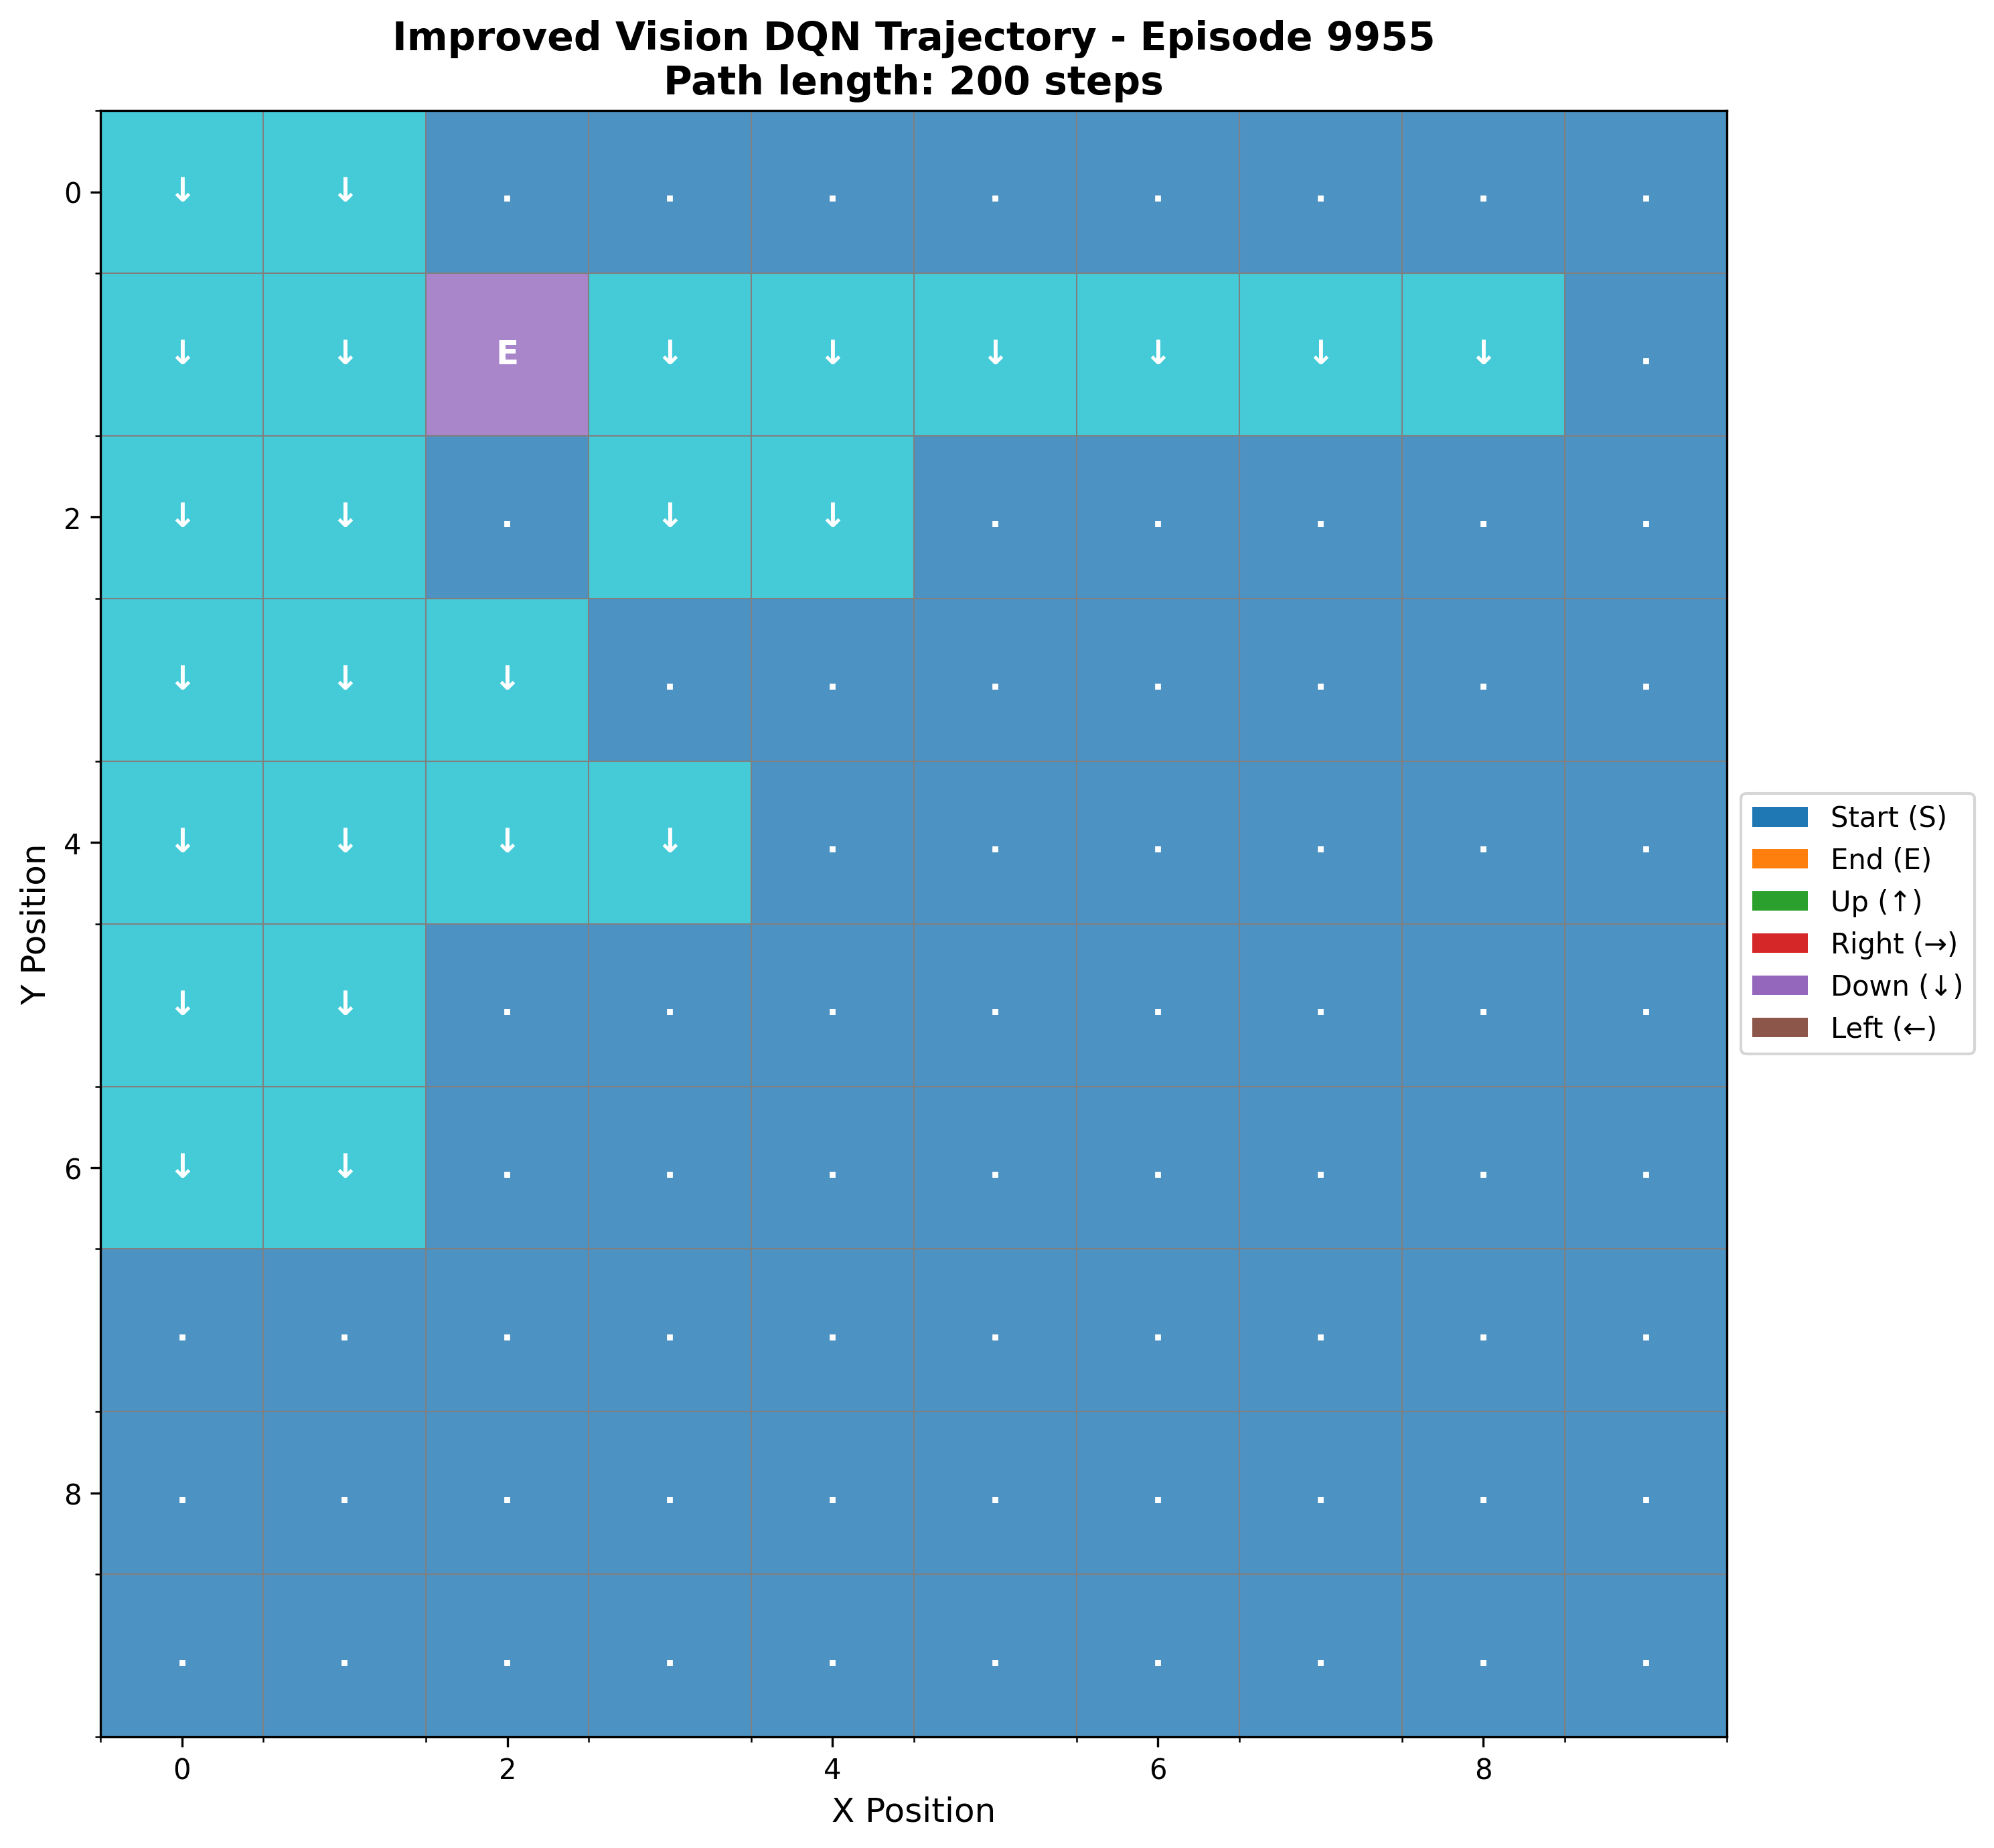 Improved Vision DQN Trajectory - Episode 9955
Path length: 200 steps
0 ↓ ↓ . . . . . . . .
↓ ↓ E ↓ ↓ ↓ ↓ ↓ ↓ .
2 ↓ ↓ . ↓ ↓ . . . . .
↓ ↓ ↓ . . . . . . .
4 ↓ ↓ ↓ ↓ . . . . . .
↓ ↓ . . . . . . . .
6 ↓ ↓ . . . . . . . .
. . . . . . . . . .
8 . . . . . . . . . .
. . . . . . . . . .
0 2 4 6 8
X Position
Y Position
Start (S)
End (E)
Up (↑)
Right (→)
Down (↓)
Left (←)